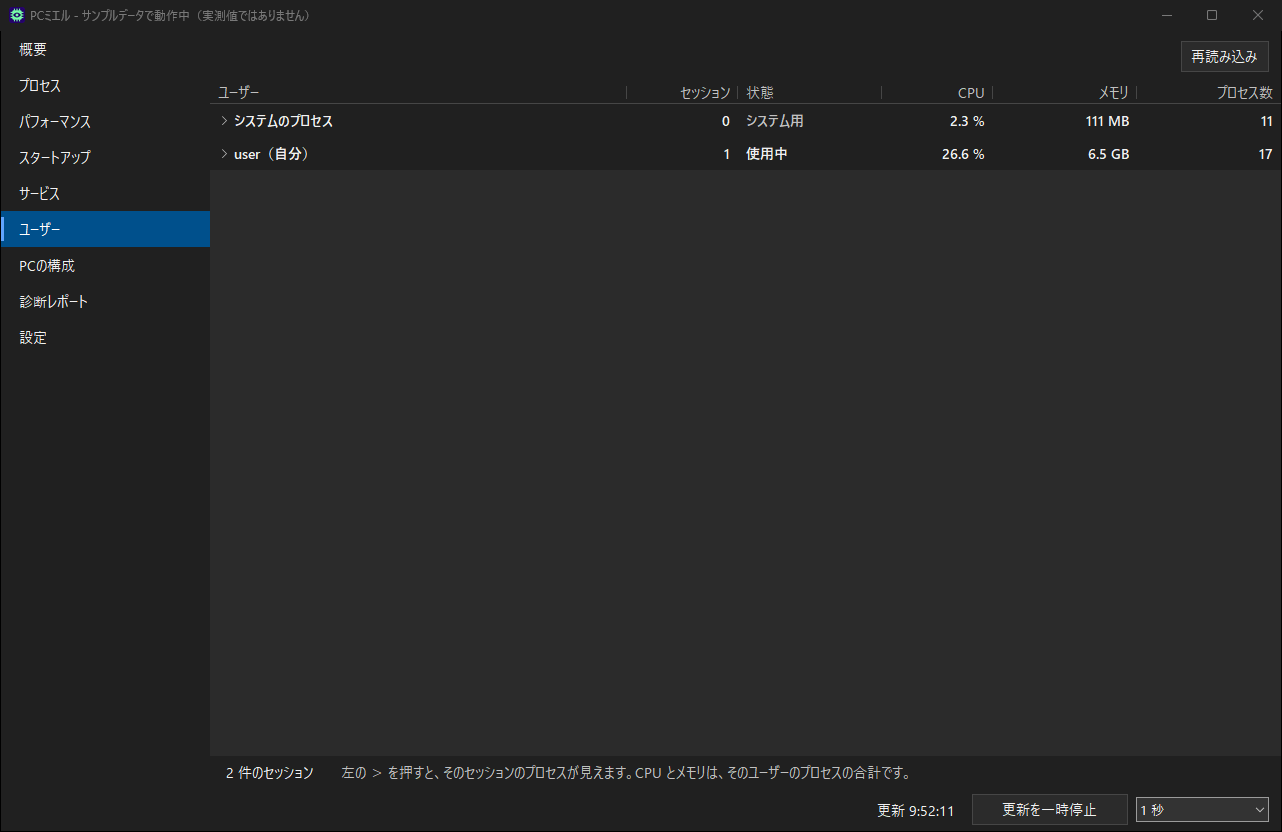 PCミエル - サンプルデータで動作中（実測値ではありません）
概要
プロセス
パフォーマンス
スタートアップ
サービス
ユーザー
PCの構成
診断レポート
設定
再読み込み
ユーザー セッション 状態 CPU メモリ プロセス数
システムのプロセス 0 システム用 2.3 % 111 MB 11
user（自分） 1 使用中 26.6 % 6.5 GB 17
2 件のセッション 左の > を押すと、そのセッションのプロセスが見えます。CPU とメモリは、そのユーザーのプロセスの合計です。
更新 9:52:11 更新を一時停止 1 秒